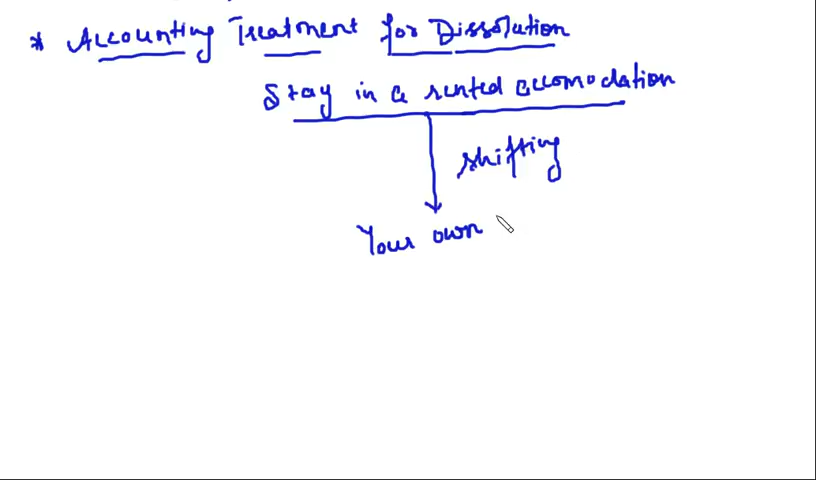 * Accounting Treatment for Dissolution
Stay in a rented accomodation
shifting
Your own